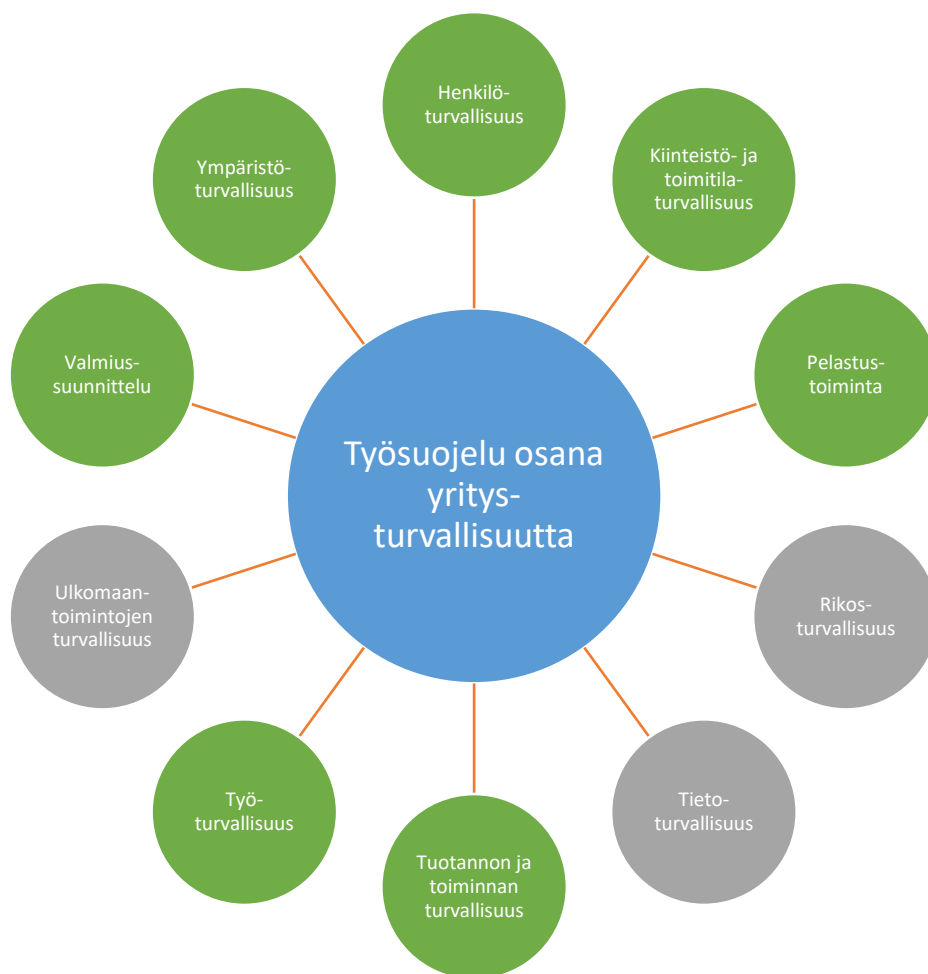 Henkilö-
turvallisuus
Kiinteistö- ja
toimitila-
turvallisuus
Pelastus-
toiminta
Rikos-
turvallisuus
Tieto-
turvallisuus
Tuotannon ja
toiminnan
turvallisuus
Työ-
turvallisuus
Ulkomaan-
toimintojen
turvallisuus
Valmius-
suunnittelu
Ympäristö-
turvallisuus
Työsuojelu osana
yritys-
turvallisuutta